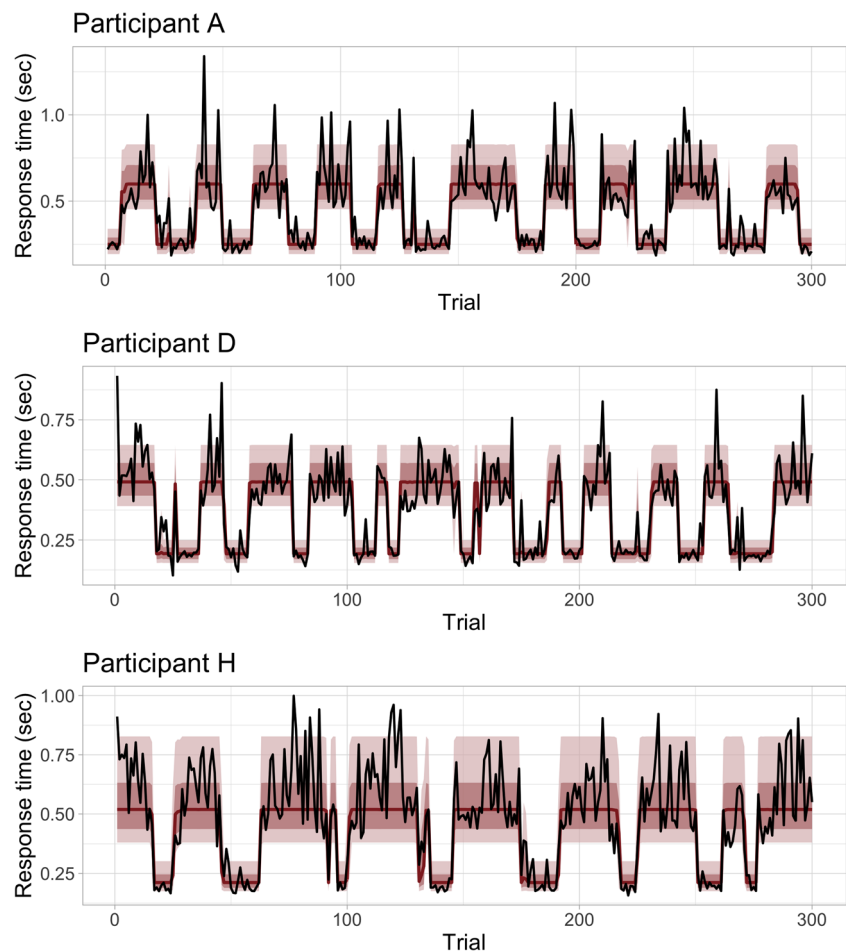 Participant A
Response time (sec)
1.0
0.5
0
100
200
300
Trial
Participant D
Response time (sec)
0.75
0.50
0.25
0
100
200
300
Trial
Participant H
Response time (sec)
1.00
0.75
0.50
0.25
0
100
200
300
Trial